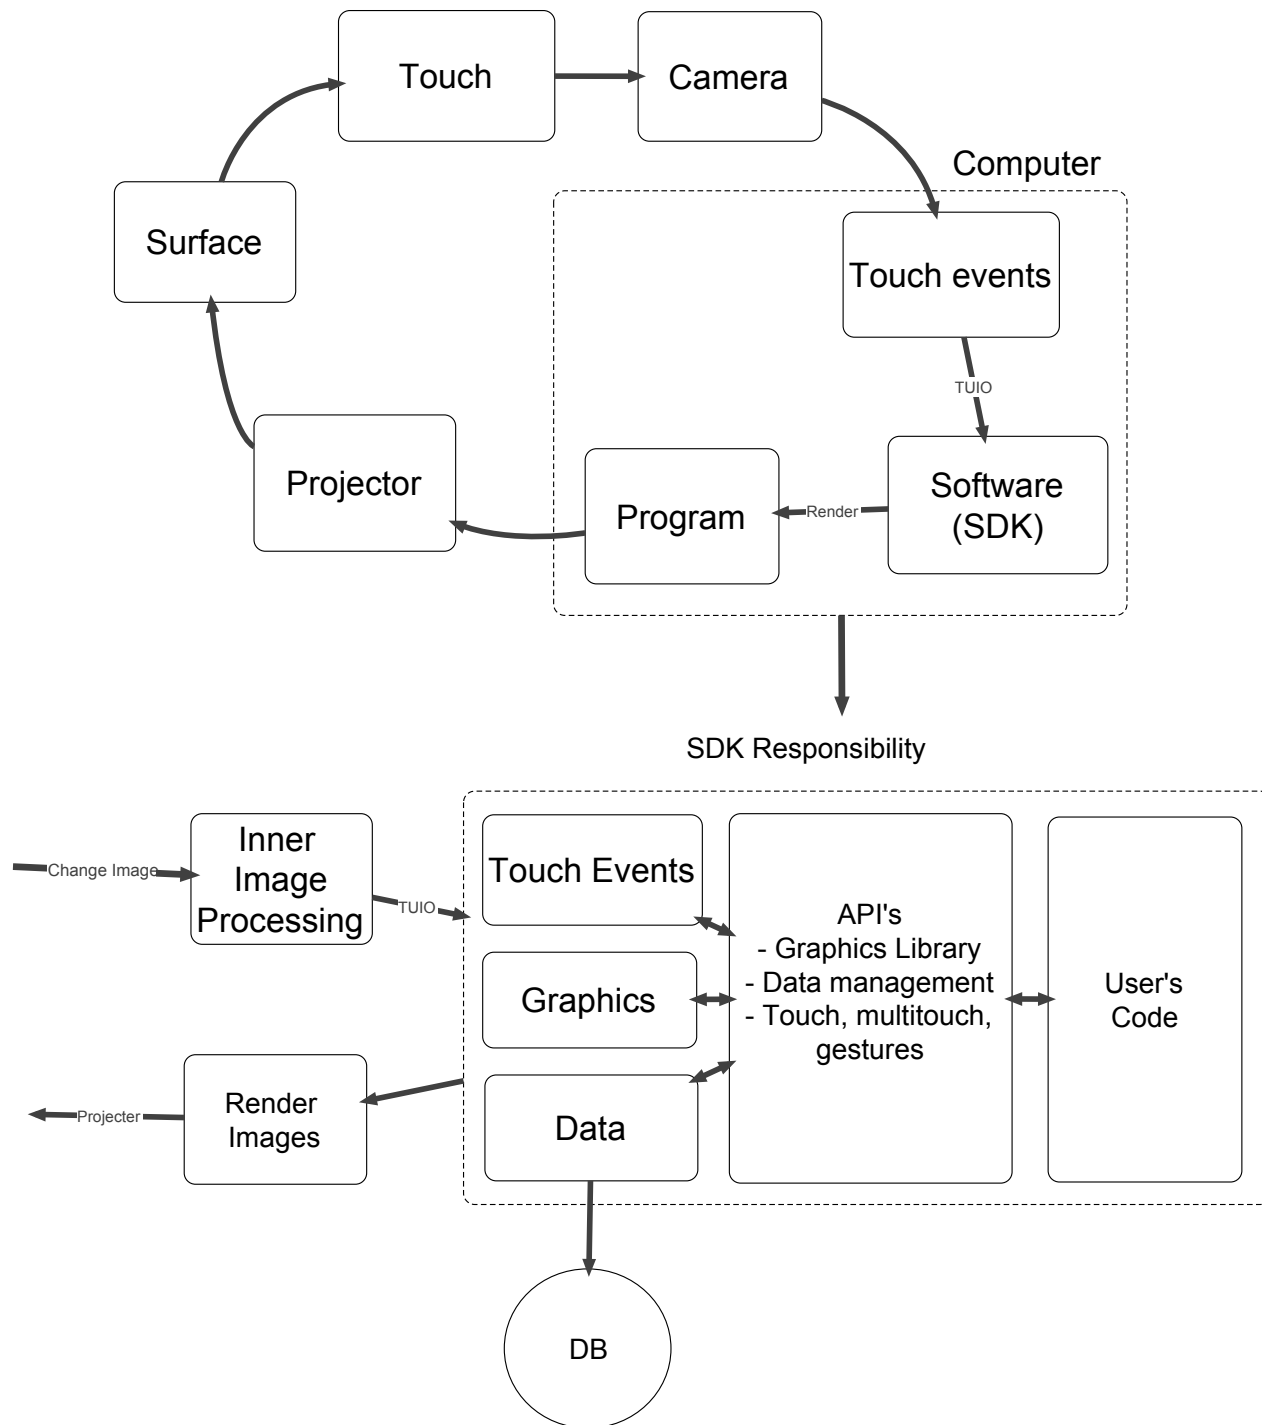 Touch
Camera
Computer
Surface
Touch events
TUIO
Projector
Program
Render
Software
(SDK)
SDK Responsibility
Change Image
Inner
Image
Processing
TUIO
Touch Events
Graphics
Data
API's
- Graphics Library
- Data management
- Touch, multitouch,
gestures
User's
Code
Projecter
Render
Images
DB